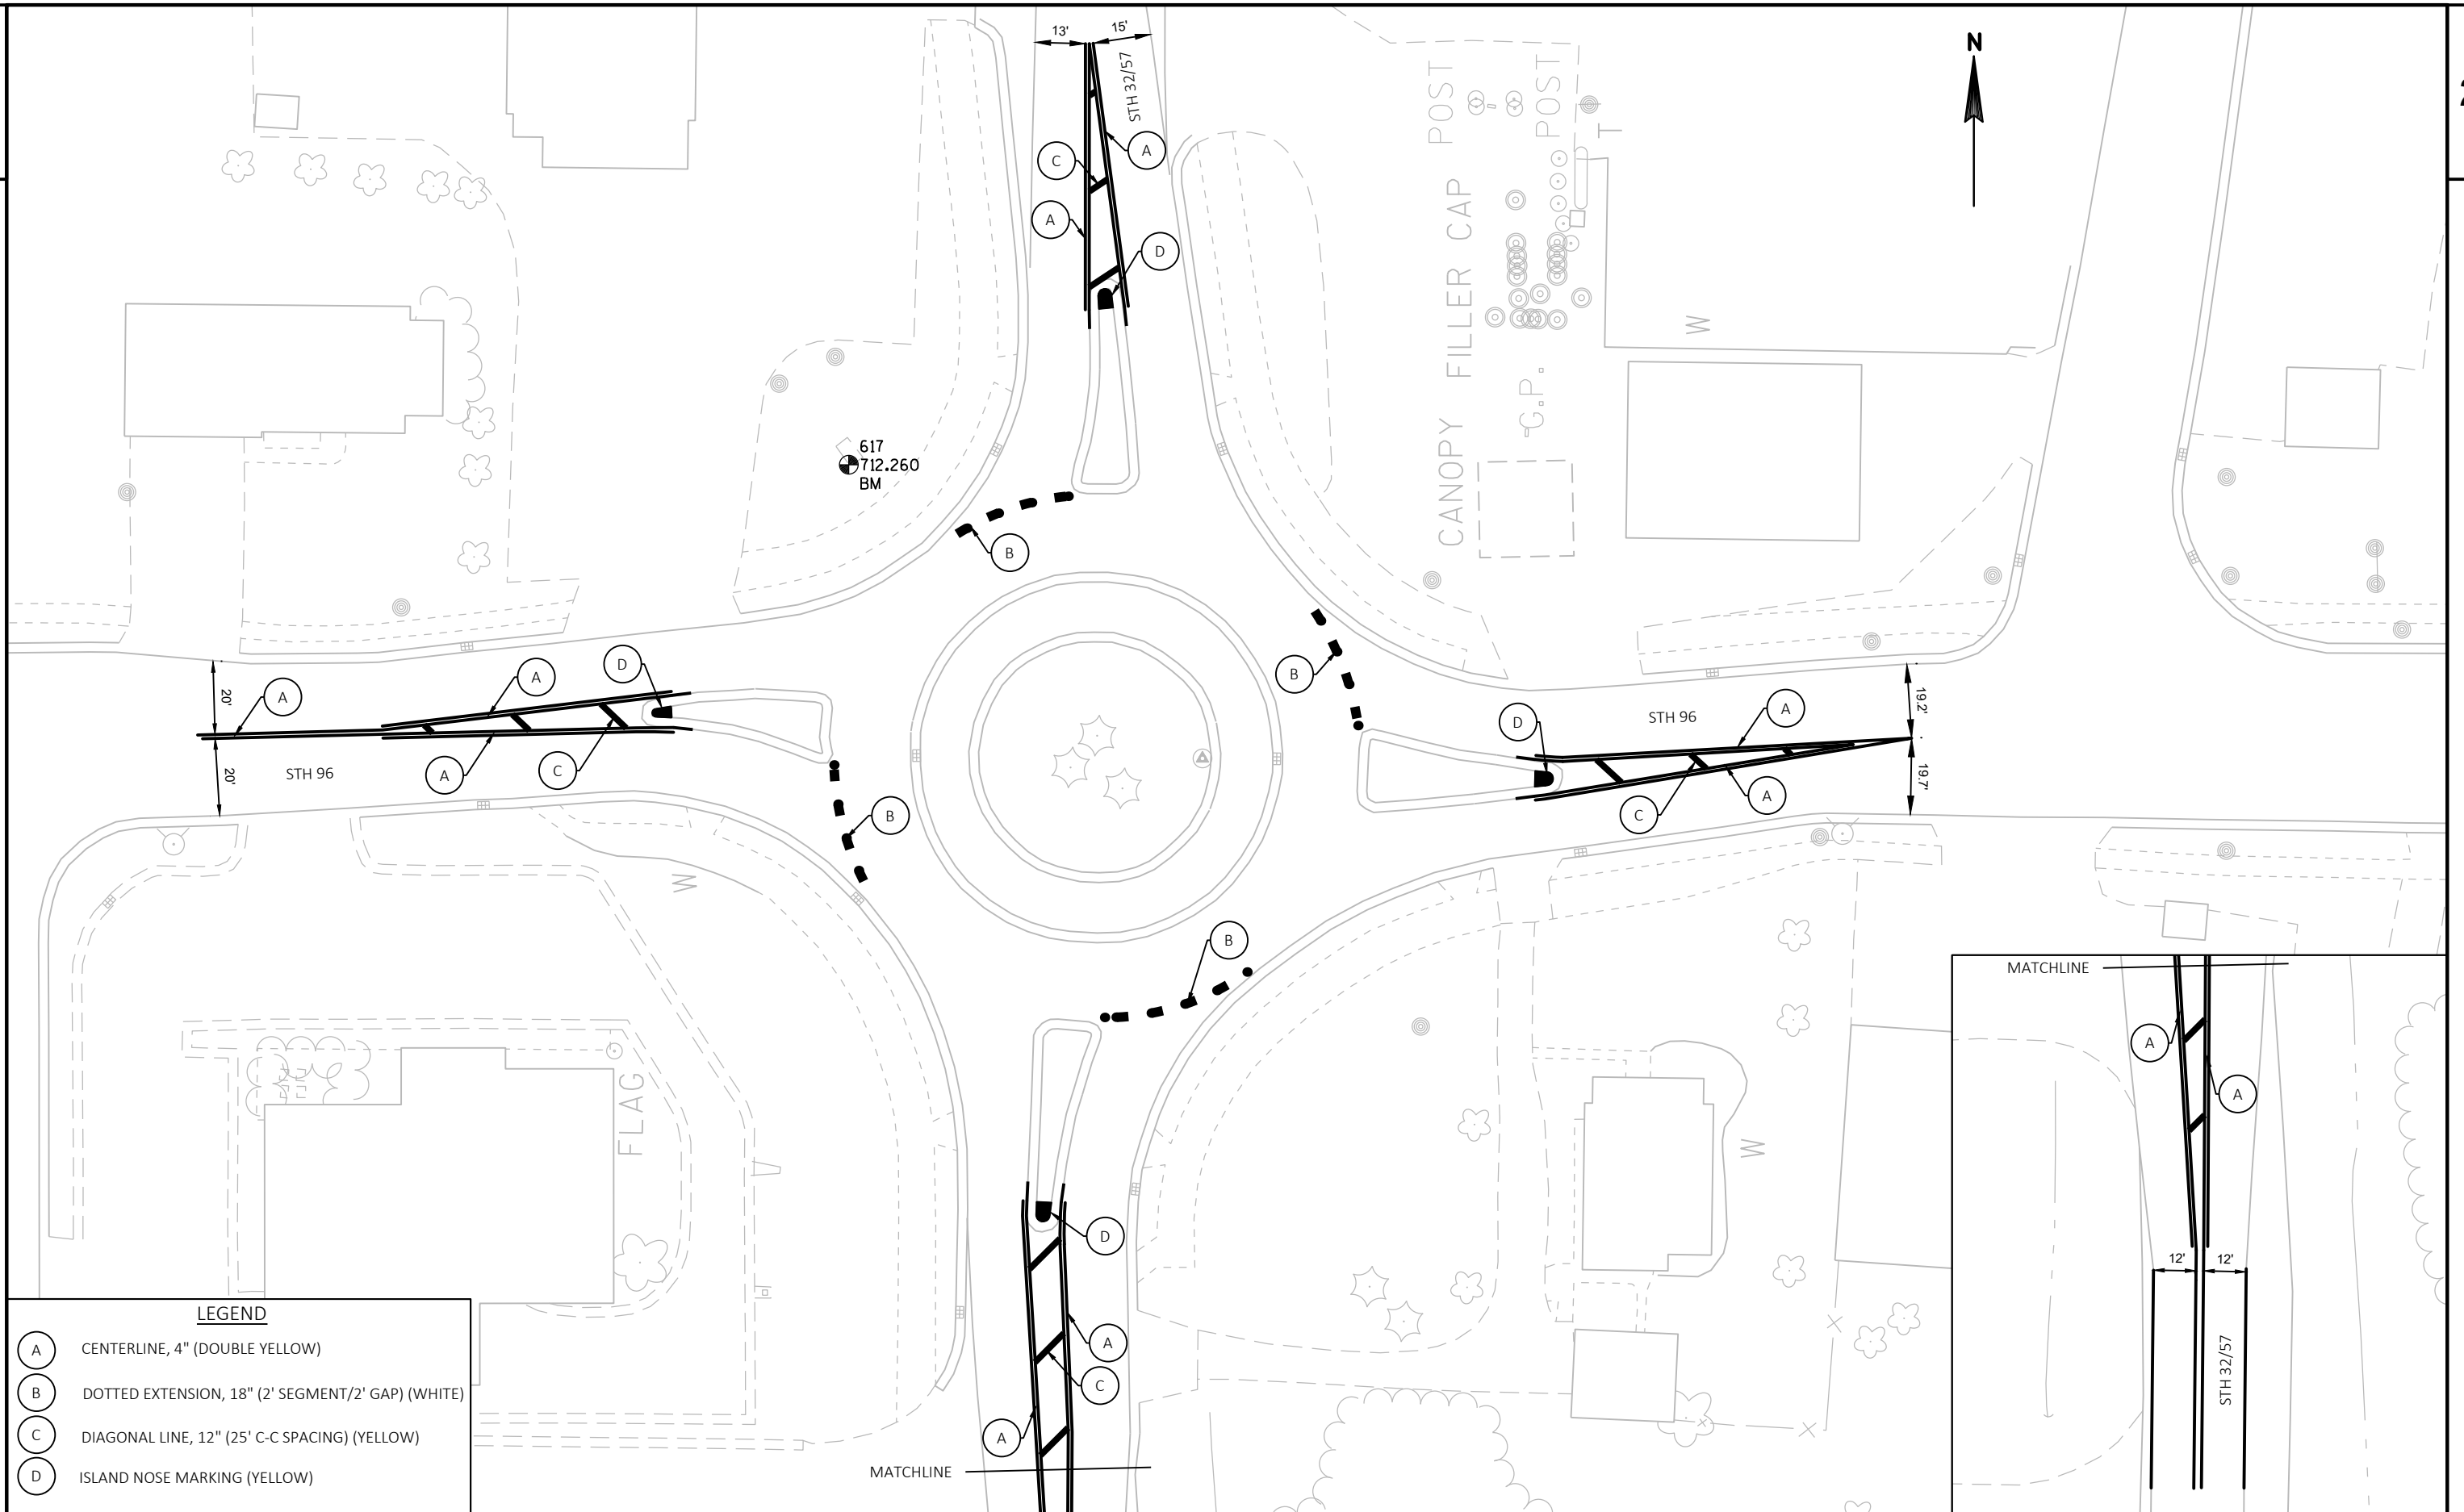 13'
15'
STH 32/57
N
2
A
C
A
D
POST
POST
T
CANOPY FILLER CAP
G.P.
W
617
712.260
BM
B
B
D
A
A
20'
20'
STH 96
A
C
B
STH 96
A
D
19.2'
19.7'
C
A
W
B
MATCHLINE
A
A
12'
12'
STH 32/57
FLAG
W
D
A
C
A
MATCHLINE
LEGEND
A CENTERLINE, 4" (DOUBLE YELLOW)
B DOTTED EXTENSION, 18" (2' SEGMENT/2' GAP) (WHITE)
C DIAGONAL LINE, 12" (25' C-C SPACING) (YELLOW)
D ISLAND NOSE MARKING (YELLOW)